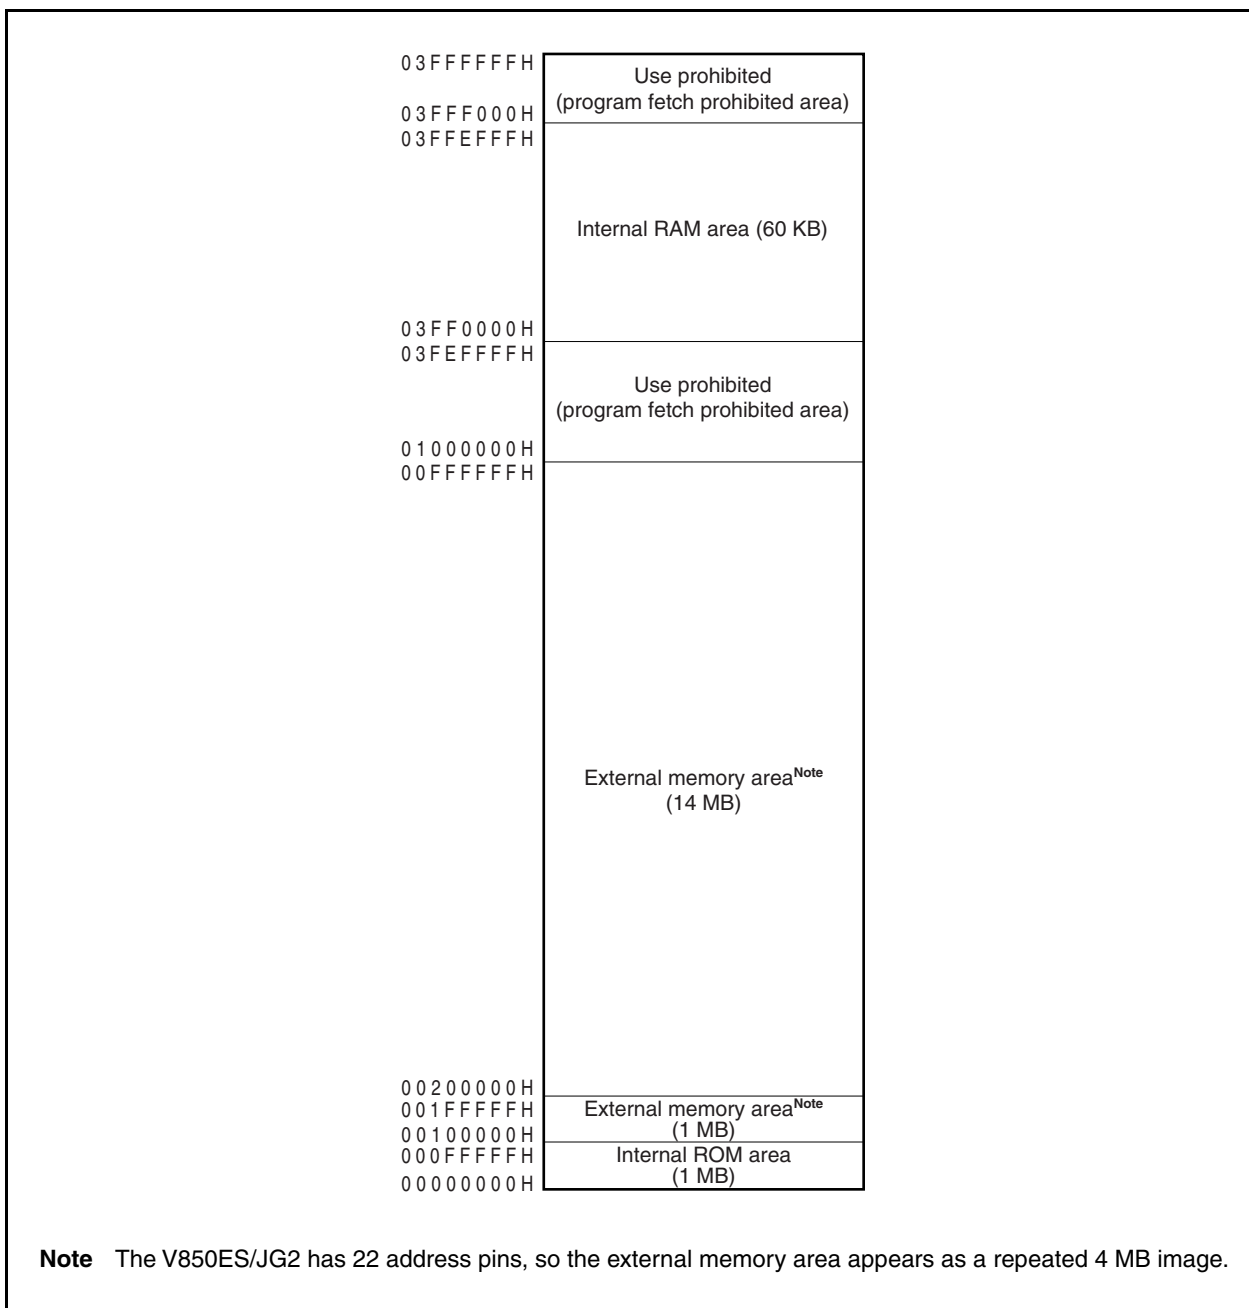 03FFFFFFH
Use prohibited
(program fetch prohibited area)
03FFF000H
03FFEFFFH
Internal RAM area (60 KB)
03FF0000H
03FEFFFFH
Use prohibited
(program fetch prohibited area)
01000000H
00FFFFFFH
External memory areaNote
(14 MB)
00200000H
001FFFFFH
External memory areaNote
(1 MB)
00100000H
000FFFFFH
Internal ROM area
(1 MB)
00000000H
Note The V850ES/JG2 has 22 address pins, so the external memory area appears as a repeated 4 MB image.